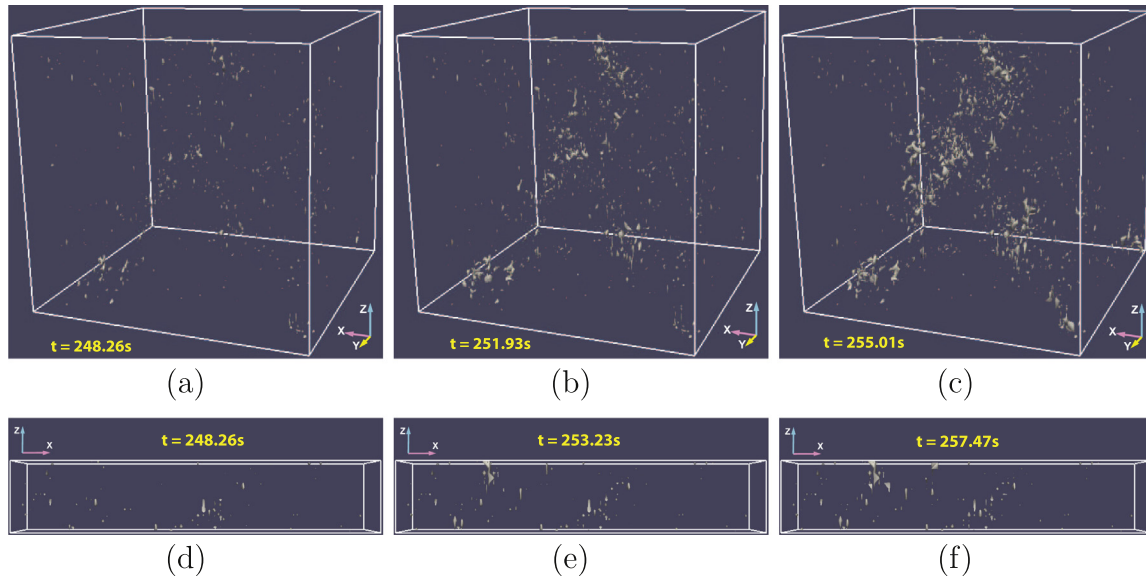 Z
X
Y
t = 248.26s
Z
X
Y
t = 251.93s
Z
X
Y
t = 255.01s
(a)
(b)
(c)
Z
X
t = 248.26s
Z
X
t = 253.23s
Z
X
t = 257.47s
(d)
(e)
(f)